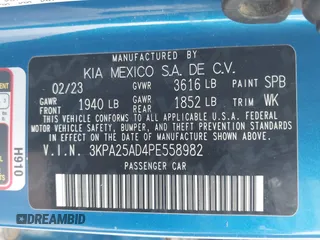 MANUFACTURED BY
KIA MEXICO S.A. DE C.V.
02/23 GVWR 3616 LB PAINT SPB
GAWR FRONT 1940 LB GAWR REAR 1852 LB TRIM WK
THIS VEHICLE CONFORMS TO ALL APPLICABLE U.S.A. FEDERAL
MOTOR VEHICLE SAFETY, BUMPER, AND THEFT PREVENTION
STANDARDS IN EFFECT ON THE DATE OF MANUFACTURE SHOWN ABOVE.
V.I.N. 3KPA25AD4PE558982
PASSENGER CAR
H910
DREAMBID